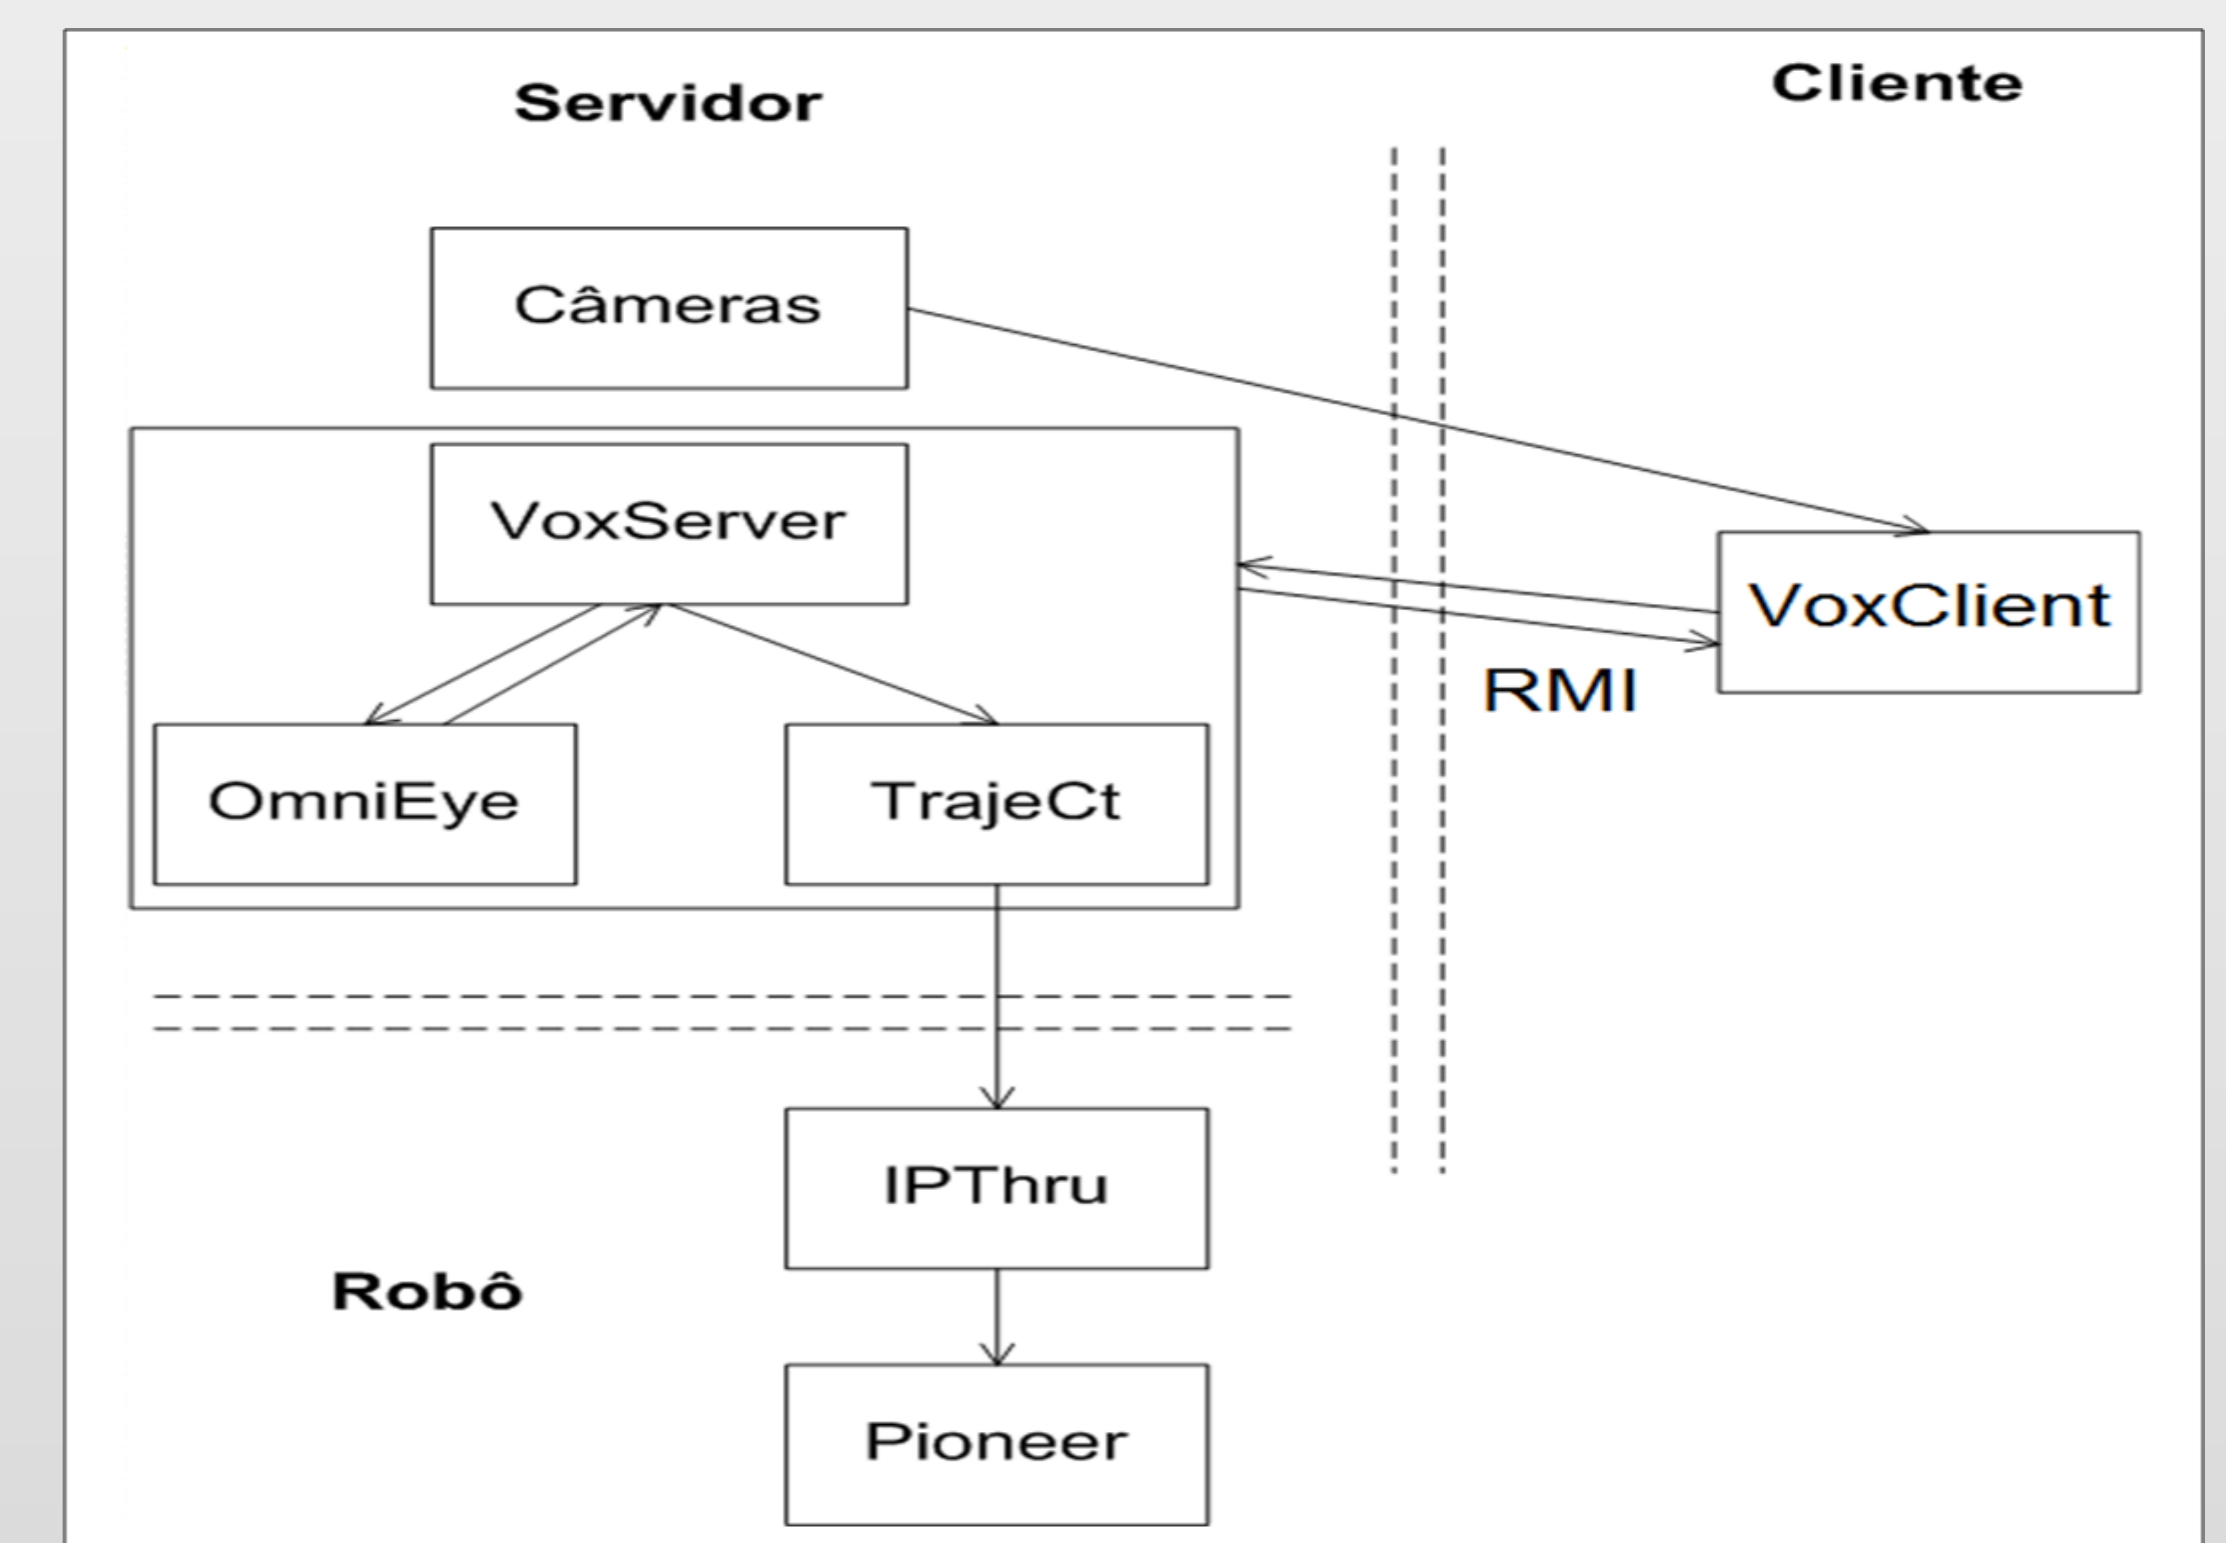 Servidor
Cliente
Câmeras
VoxServer
VoxClient
RMI
OmniEye
TrajeCt
IPThru
Robô
Pioneer